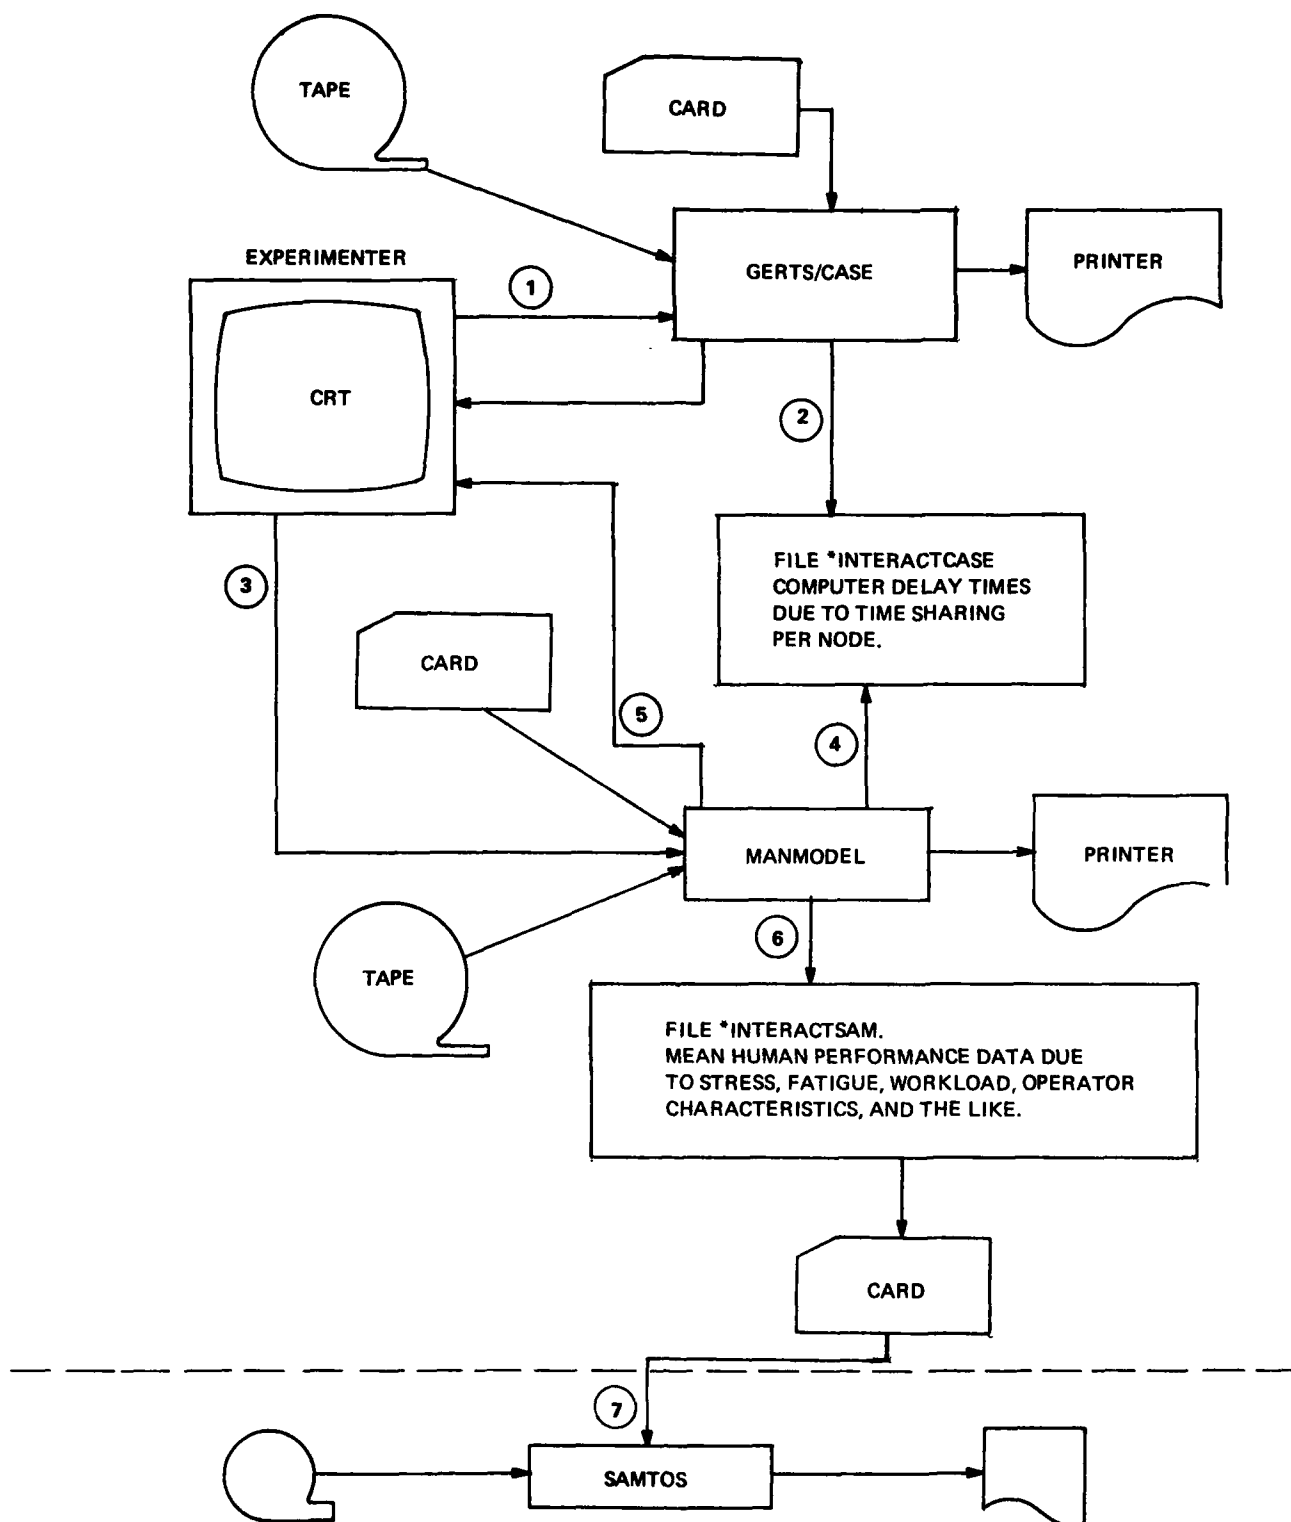 TAPE
CARD
GERTS/CASE
PRINTER
EXPERIMENTER
1
CRT
2
3
FILE *INTERACTCASE
COMPUTER DELAY TIMES
DUE TO TIME SHARING
PER NODE.
CARD
5
4
MANMODEL
PRINTER
6
TAPE
FILE *INTERACTSAM.
MEAN HUMAN PERFORMANCE DATA DUE
TO STRESS, FATIGUE, WORKLOAD, OPERATOR
CHARACTERISTICS, AND THE LIKE.
CARD
7
SAMTOS